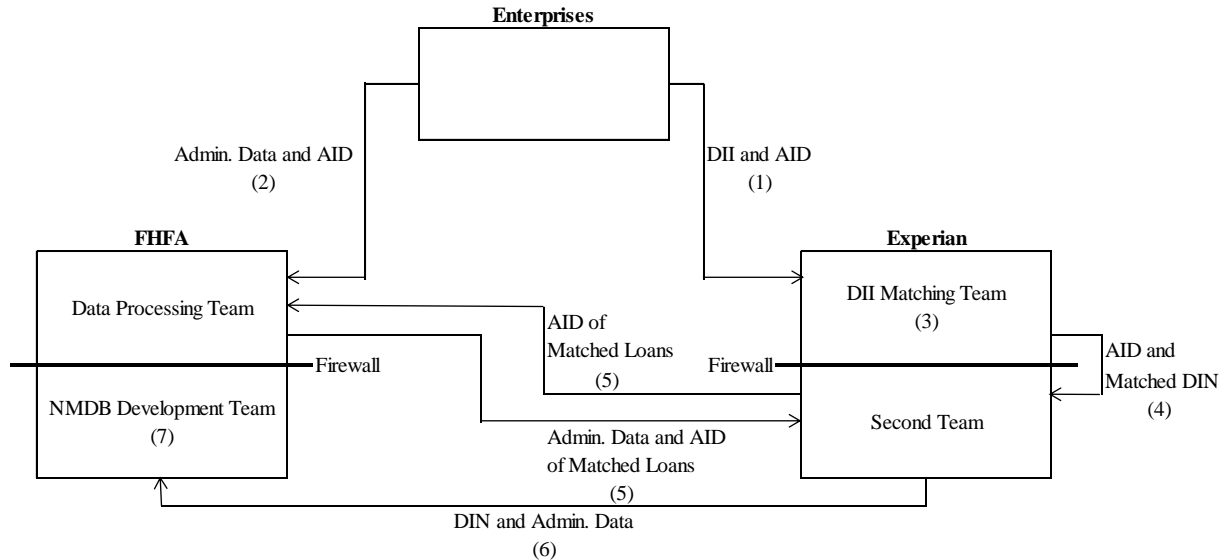 Enterprises
Admin. Data and AID
(2)
DII and AID
(1)
FHFA
Experian
Data Processing Team
DII Matching Team
(3)
AID of
Matched Loans
(5)
Firewall
Firewall
AID and
Matched DIN
(4)
NMDB Development Team
(7)
Second Team
Admin. Data and AID
of Matched Loans
(5)
DIN and Admin. Data
(6)